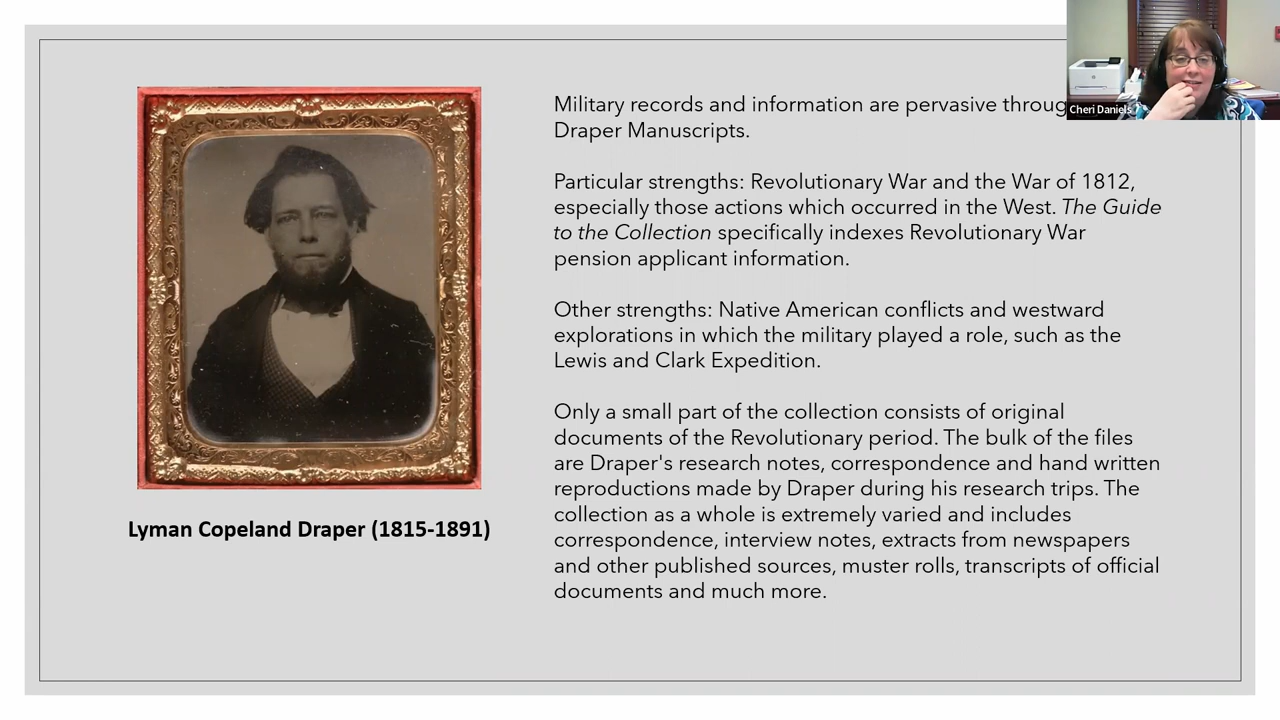 Military records and information are pervasive throug
Draper Manuscripts.
Particular strengths: Revolutionary War and the War of 1812,
especially those actions which occurred in the West. The Guide
to the Collection specifically indexes Revolutionary War
pension applicant information.
Other strengths: Native American conflicts and westward
explorations in which the military played a role, such as the
Lewis and Clark Expedition.
Only a small part of the collection consists of original
documents of the Revolutionary period. The bulk of the files
are Draper's research notes, correspondence and hand written
reproductions made by Draper during his research trips. The
collection as a whole is extremely varied and includes
correspondence, interview notes, extracts from newspapers
and other published sources, muster rolls, transcripts of official
documents and much more.
Lyman Copeland Draper (1815-1891)
Cheri Daniels